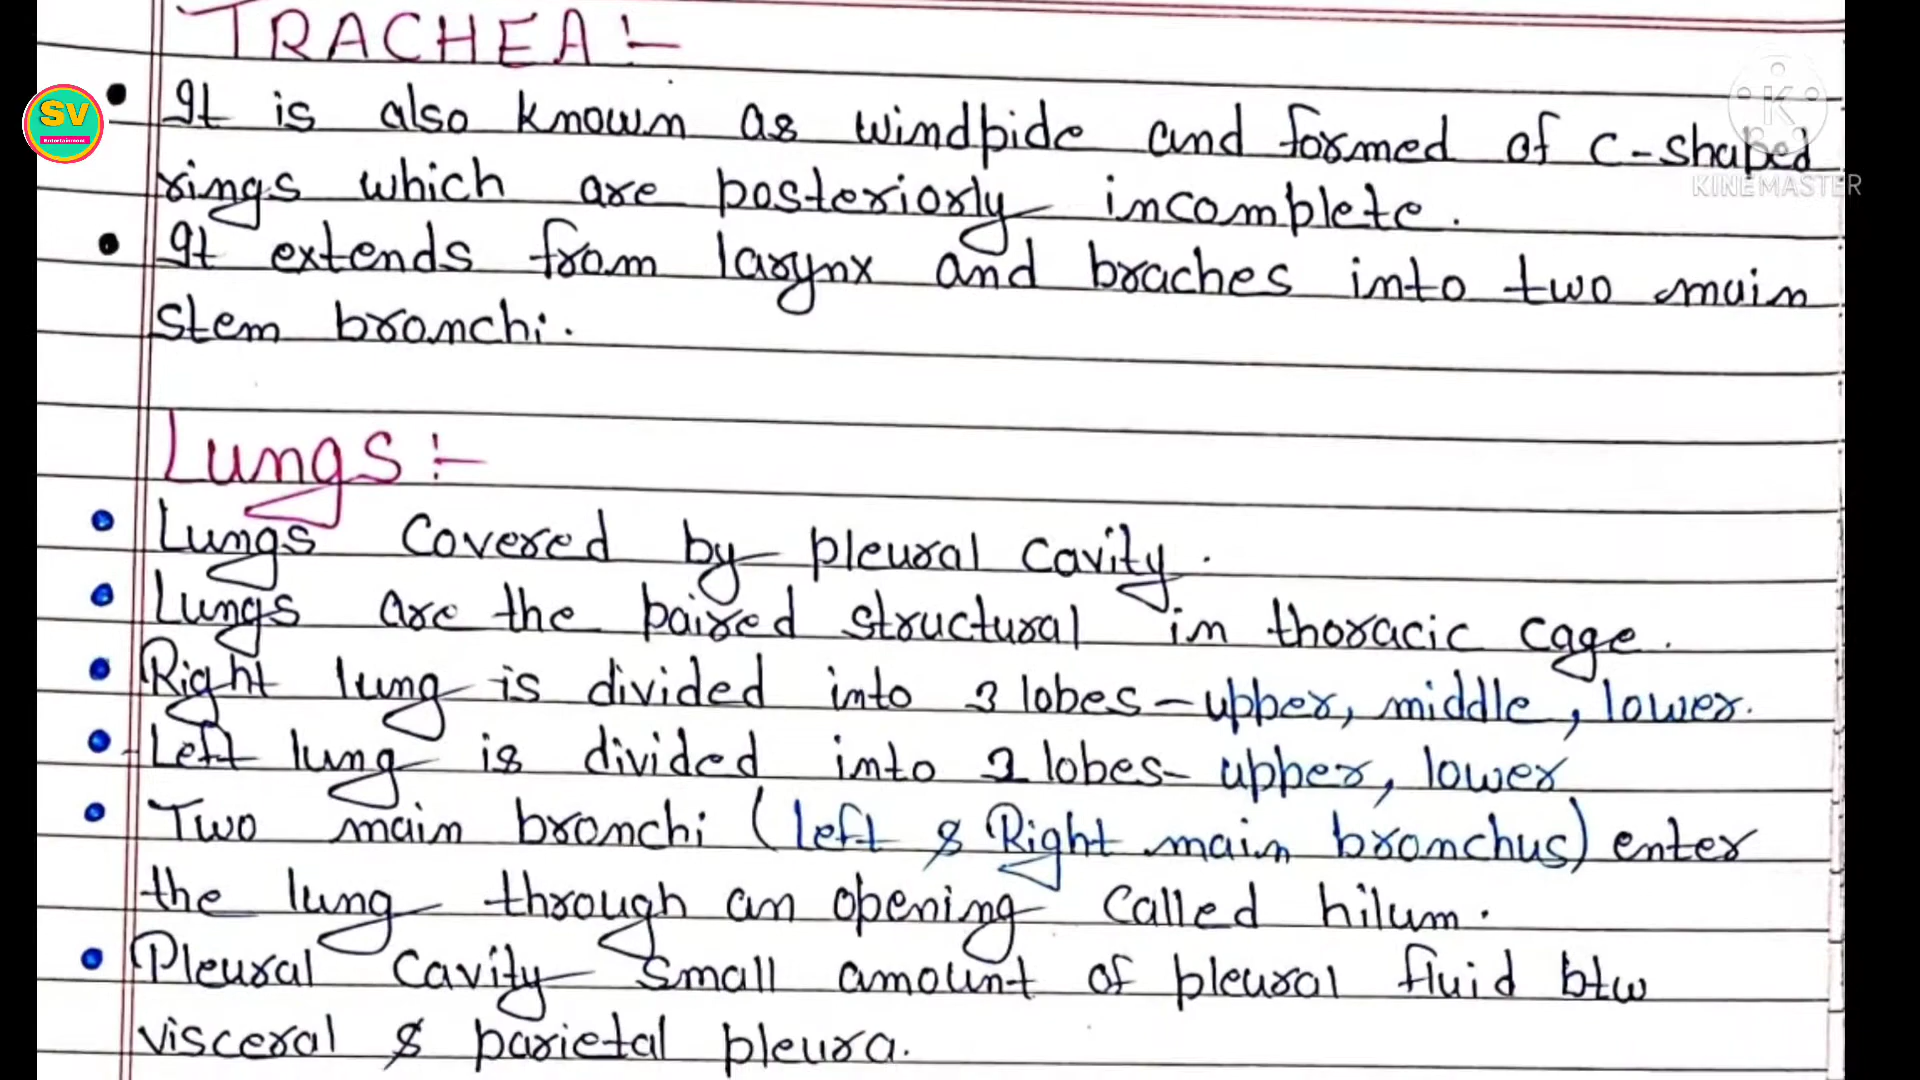 TRACHEA :-
SV
Entertainment
• It is also known as windpide and formed of c-shaped
K
KINEMASTER
rings which are posteriorly incomplete.
• It extends from larynx and braches into two main
stem bronchi.
Lungs :-
• Lungs covered by pleural cavity.
• Lungs are the paired structural in thoracic cage.
• Right lung is divided into 3 lobes - upper, middle, lower.
• Left lung is divided into 2 lobes - upper, lower
• Two main bronchi (left & Right main bronchus) enter
the lung through an opening called hilum.
• Pleural cavity small amount of pleural fluid btw
visceral & parietal pleura.